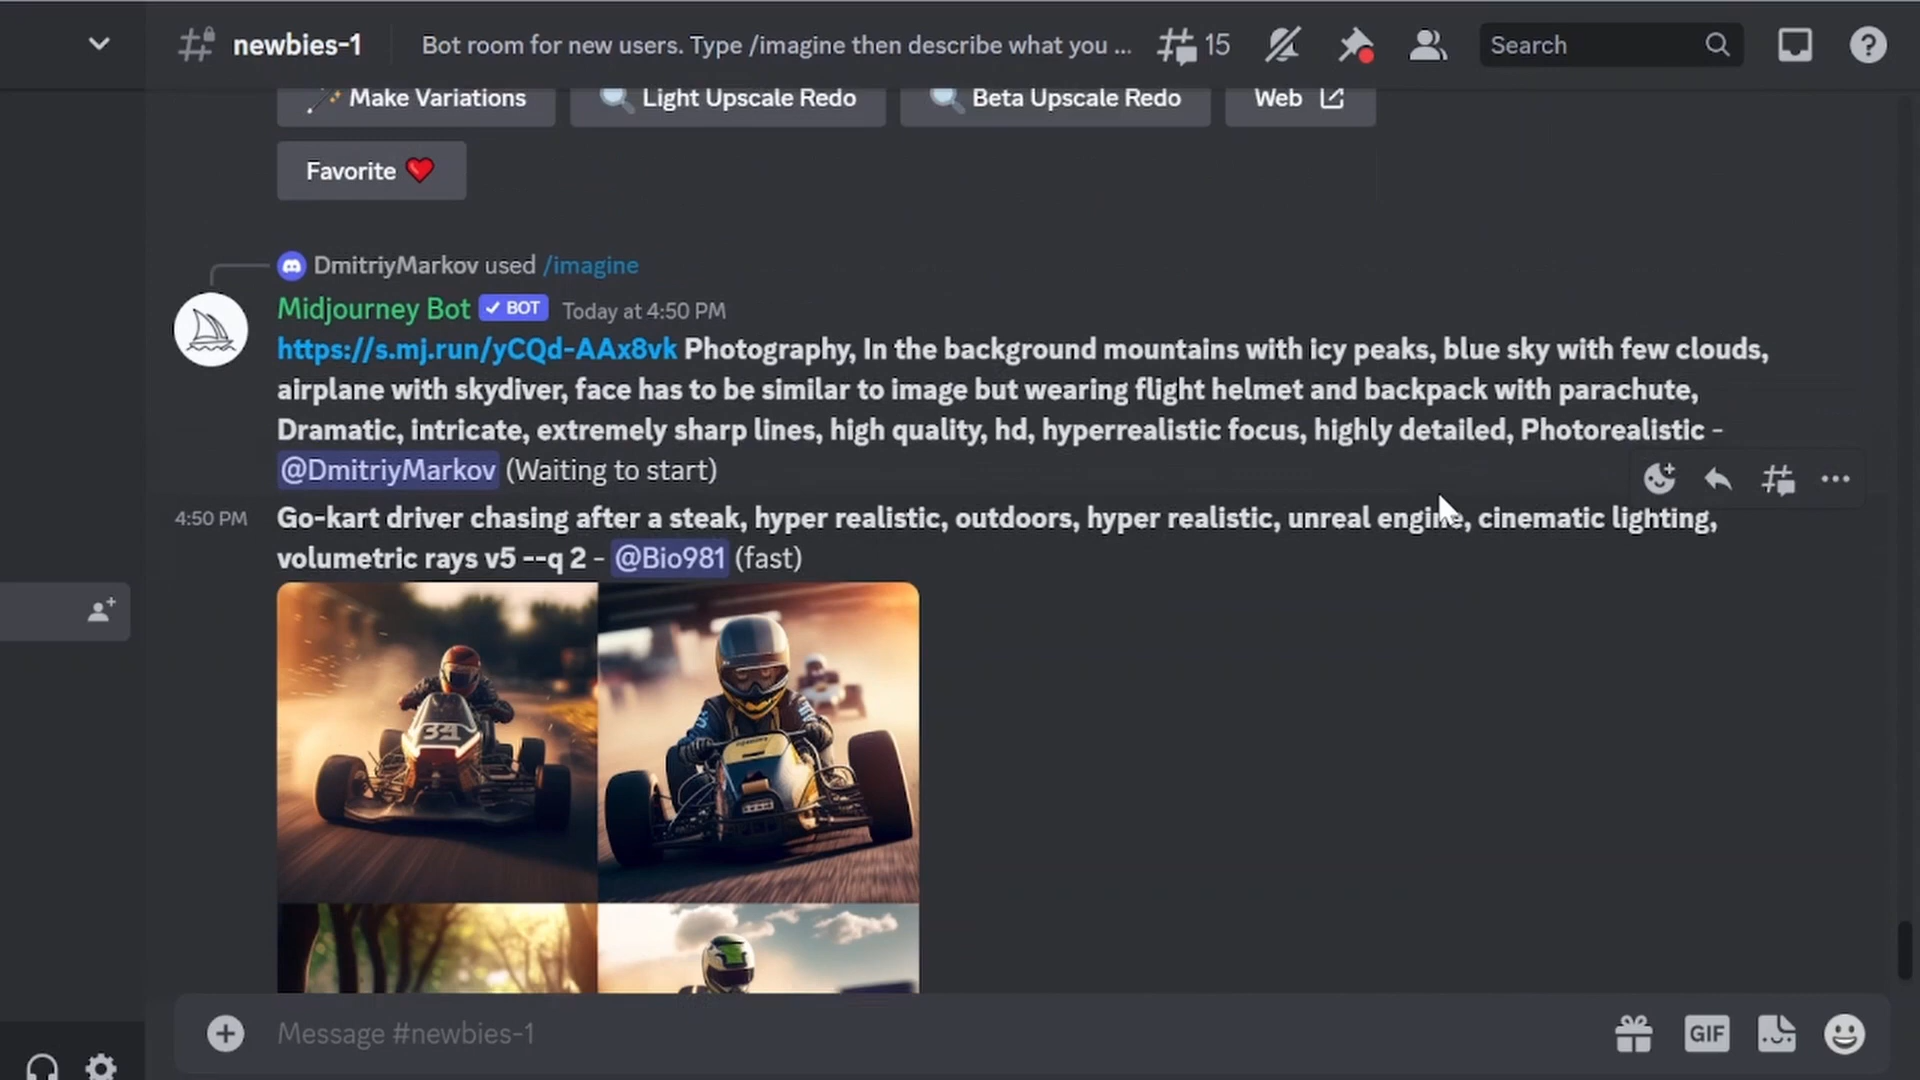 newbies-1
Bot room for new users. Type /imagine then describe what you ...
15
Search
Make Variations
Light Upscale Redo
Beta Upscale Redo
Web
Favorite
DmitriyMarkov used /imagine
Midjourney Bot
BOT
Today at 4:50 PM
https://s.mj.run/yCQd-AAx8vk Photography, In the background mountains with icy peaks, blue sky with few clouds,
airplane with skydiver, face has to be similar to image but wearing flight helmet and backpack with parachute,
Dramatic, intricate, extremely sharp lines, high quality, hd, hyperrealistic focus, highly detailed, Photorealistic -
@DmitriyMarkov (Waiting to start)
4:50 PM
Go-kart driver chasing after a steak, hyper realistic, outdoors, hyper realistic, unreal engine, cinematic lighting,
volumetric rays v5 --q 2 - @Bio981 (fast)
34
Message #newbies-1
GIF